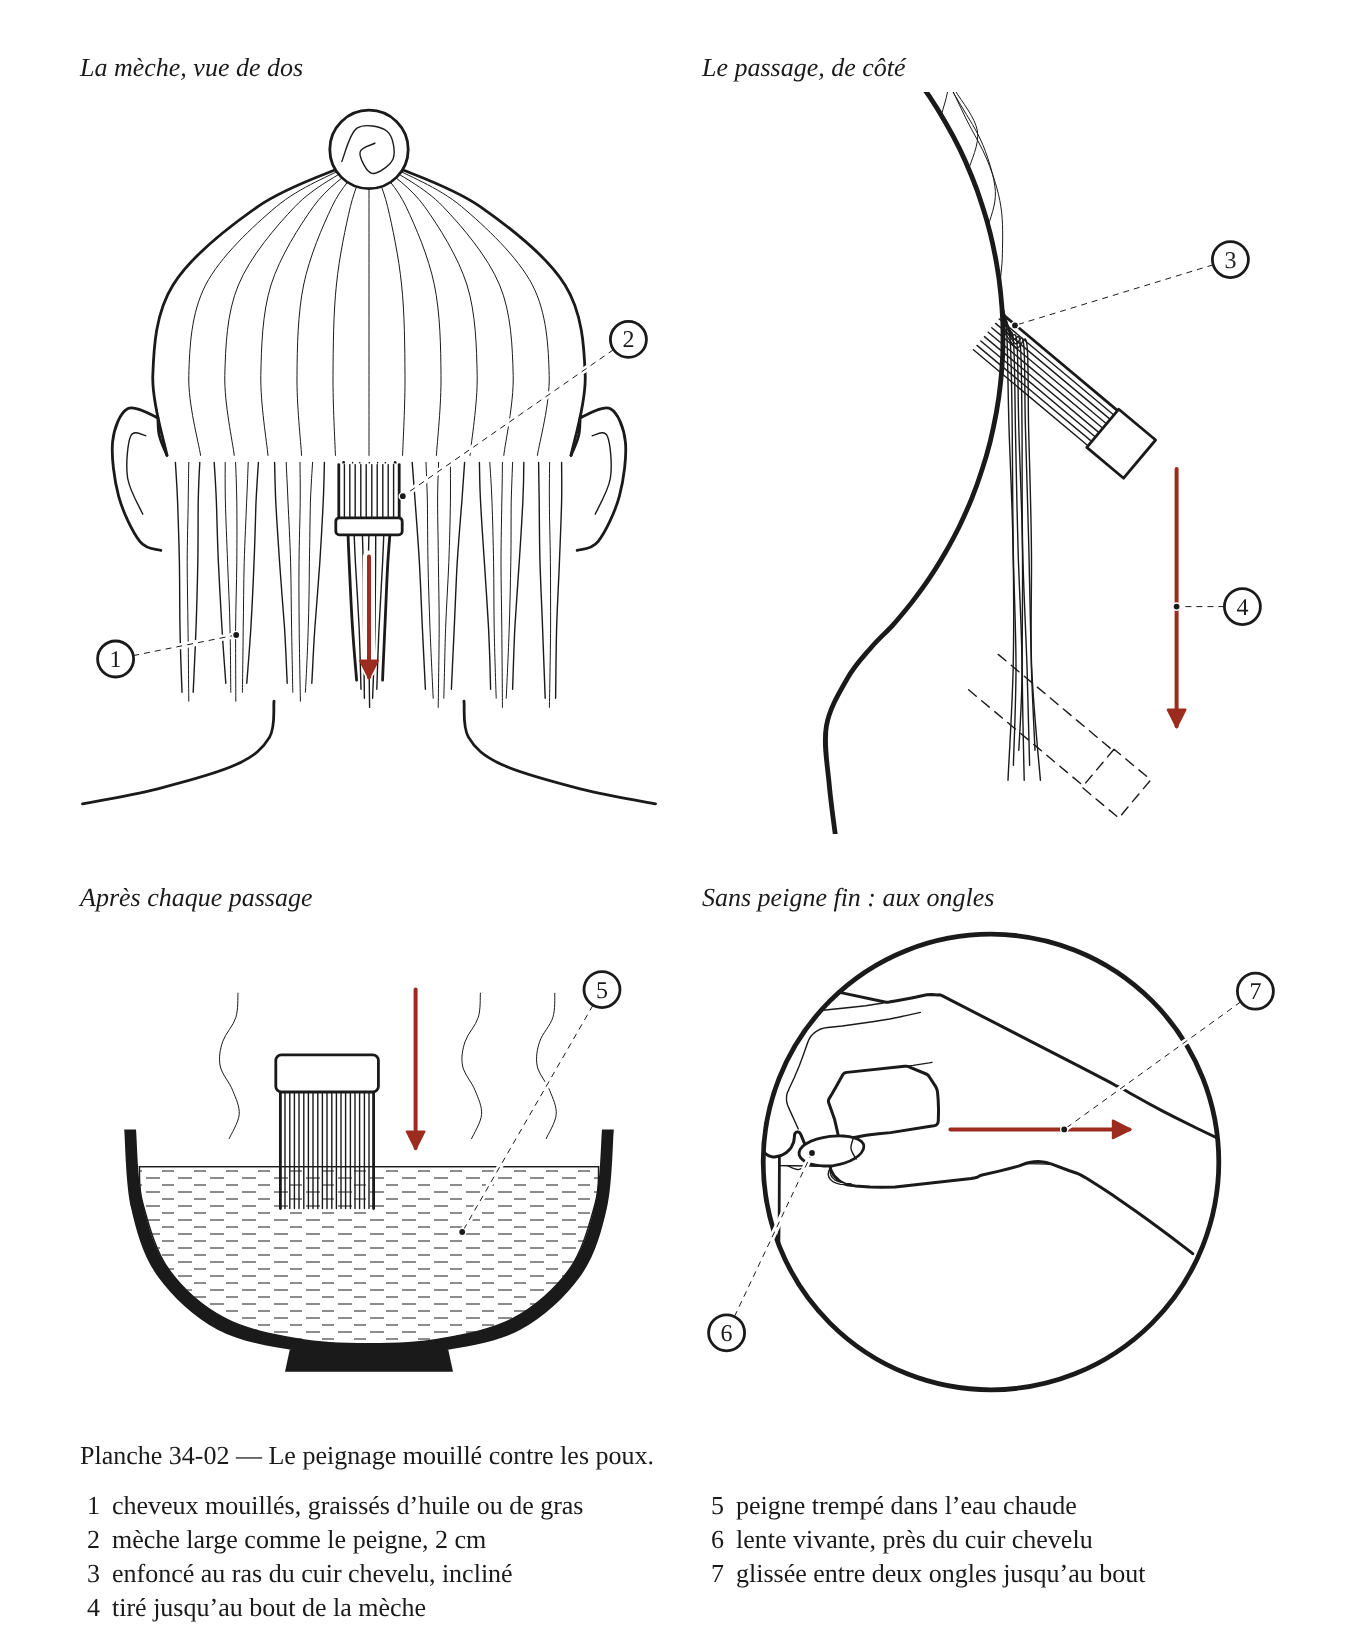 La mèche, vue de dos
Le passage, de côté
2
3
1
4
Après chaque passage
Sans peigne fin : aux ongles
5
7
6
Planche 34-02 — Le peignage mouillé contre les poux.
1 cheveux mouillés, graissés d’huile ou de gras
2 mèche large comme le peigne, 2 cm
3 enfoncé au ras du cuir chevelu, incliné
4 tiré jusqu’au bout de la mèche
5 peigne trempé dans l’eau chaude
6 lente vivante, près du cuir chevelu
7 glissée entre deux ongles jusqu’au bout